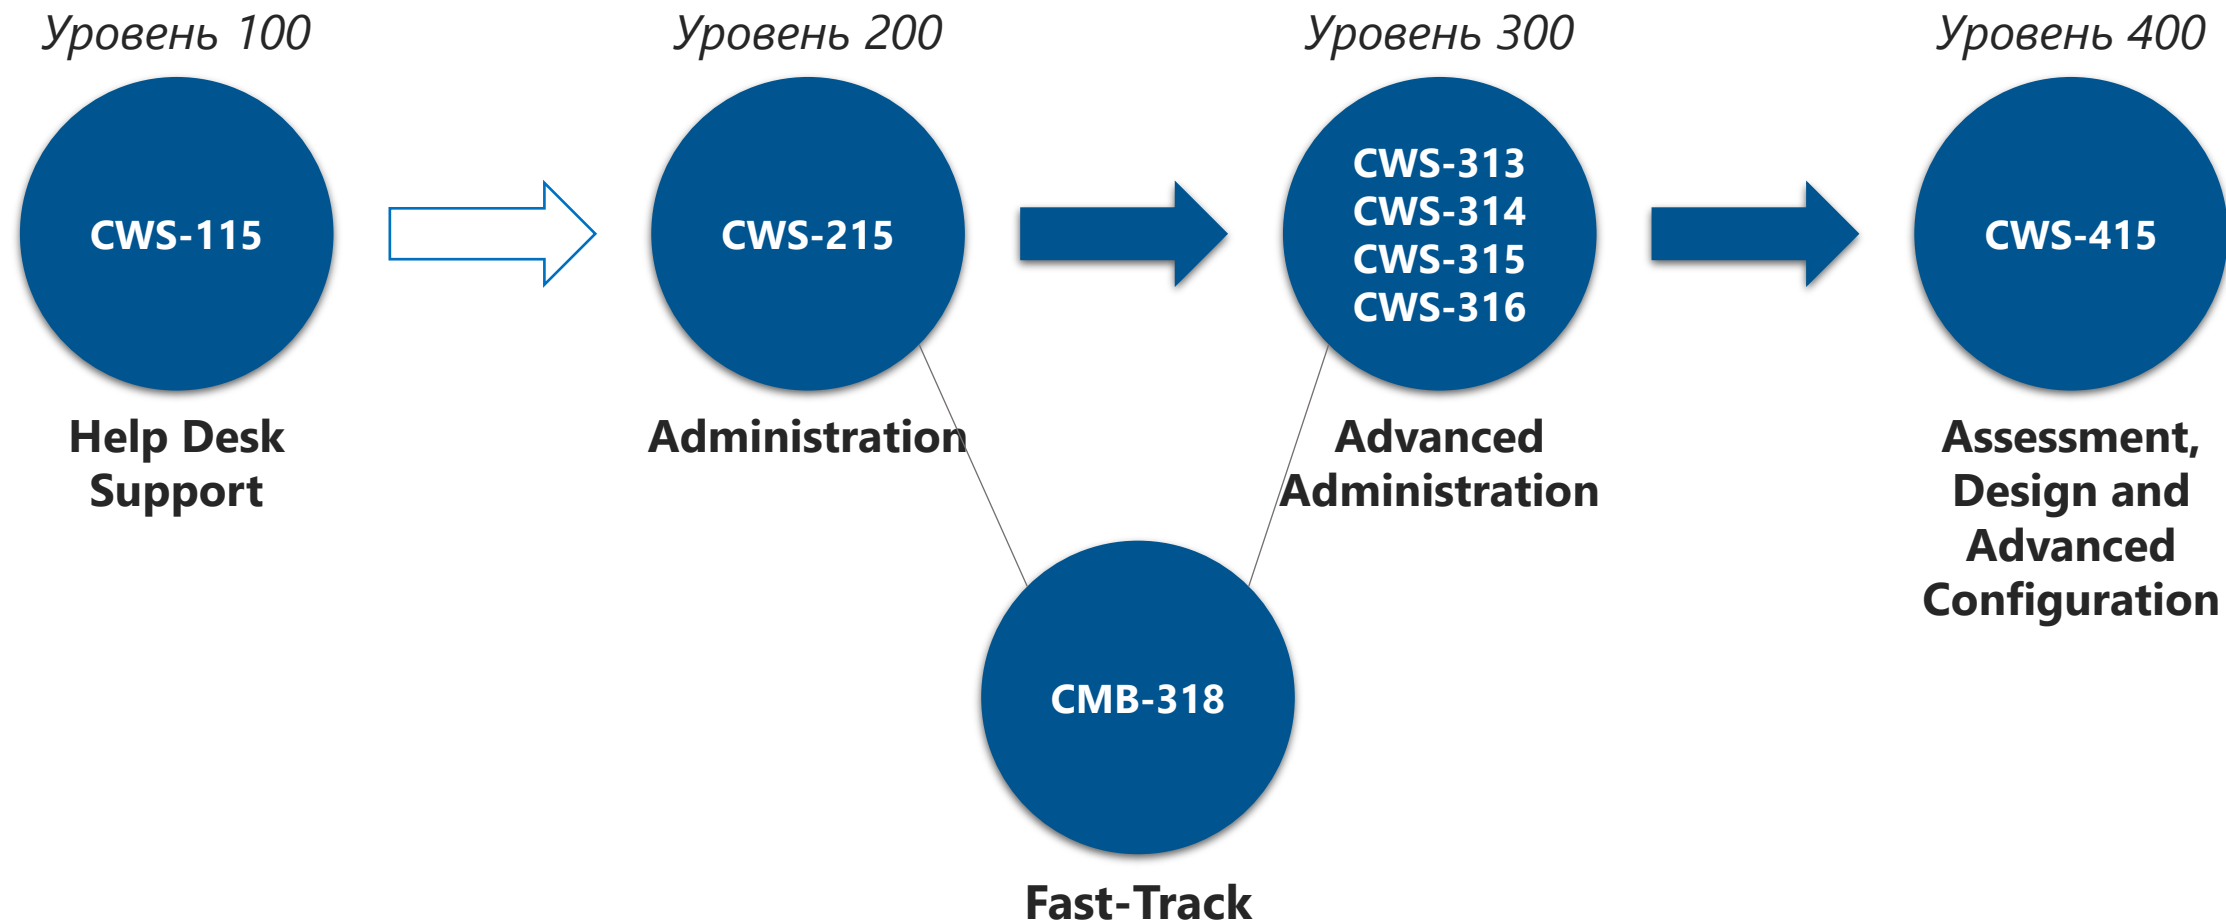 Уровень 100
Уровень 200
Уровень 300
Уровень 400
CWS-115
CWS-215
CWS-313
CWS-314
CWS-315
CWS-316
CWS-415
Help Desk
Support
Administration
Advanced
Administration
Assessment,
Design and
Advanced
Configuration
CMB-318
Fast-Track